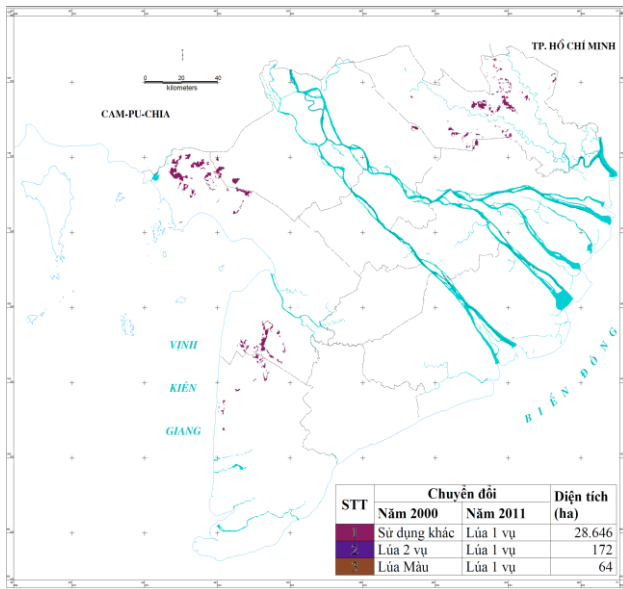 TP. HỒ CHÍ MINH
0 20 40
kilometers
CAM-PU-CHIA
VỊNH
KIÊN
GIANG
BIỂN ĐÔNG
STT Chuyển đổi Diện tích (ha)
Năm 2000 Năm 2011
1 Sử dụng khác Lúa 1 vụ 28.646
2 Lúa 2 vụ Lúa 1 vụ 172
3 Lúa Màu Lúa 1 vụ 64